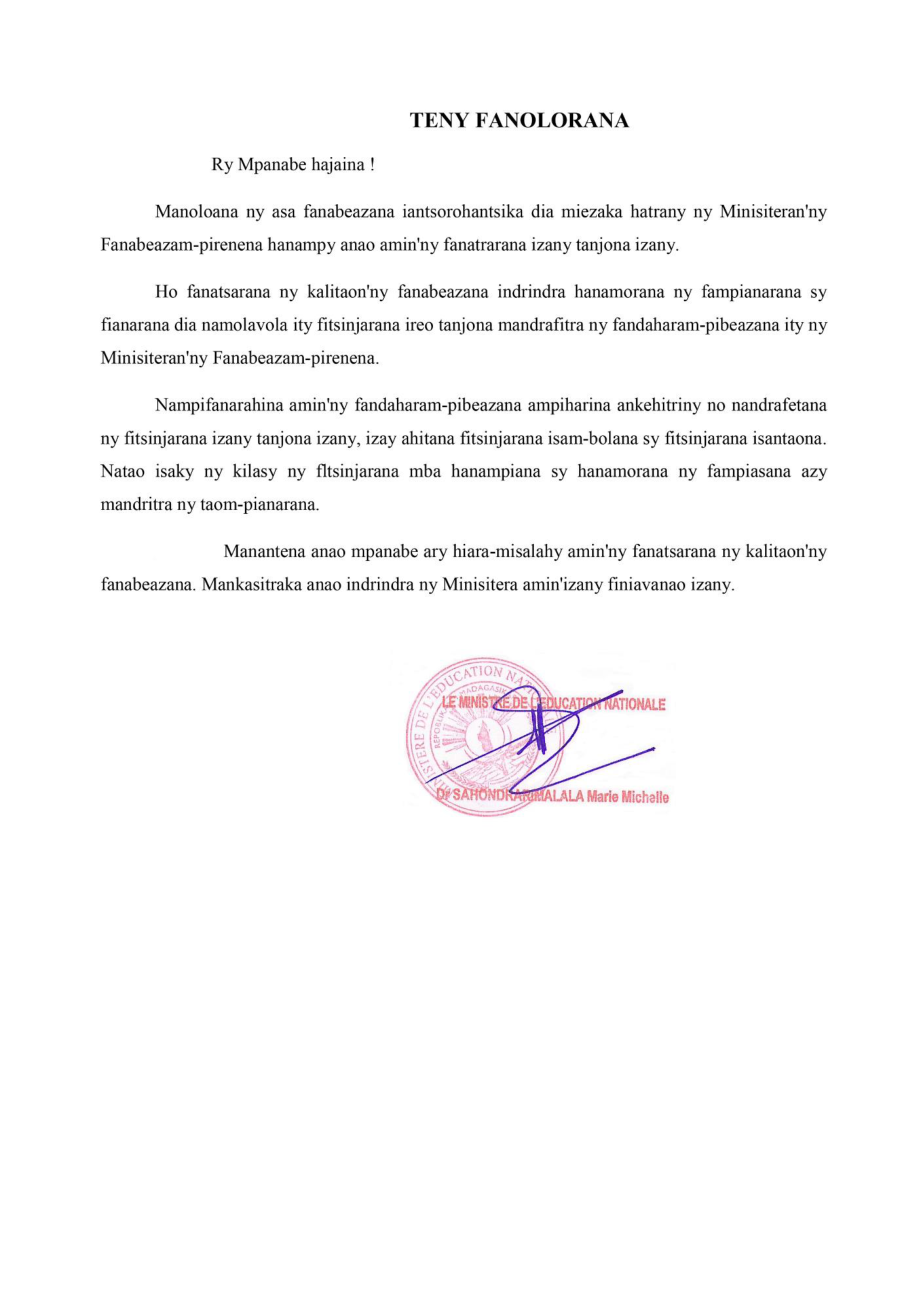 TENY FANOLORANA
Ry Mpanabe hajaina !
Manoloana ny asa fanabeazana iantsorohantsika dia miezaka hatrany ny Minisiteran'ny
Fanabeazam-pirenena hanampy anao amin'ny fanatrarana izany tanjona izany.
Ho fanatsarana ny kalitaon'ny fanabeazana indrindra hanamorana ny fampianarana sy
fianarana dia namolavola ity fitsinjarana ireo tanjona mandrafitra ny fandaharam-pibeazana ity ny
Minisiteran'ny Fanabeazam-pirenena.
Nampifanarahina amin'ny fandaharam-pibeazana ampiharina ankehitriny no nandrafetana
ny fitsinjarana izany tanjona izany, izay ahitana fitsinjarana isam-bolana sy fitsinjarana isantaona.
Natao isaky ny kilasy ny fltsinjarana mba hanampiana sy hanamorana ny fampiasana azy
mandritra ny taom-pianarana.
Manantena anao mpanabe ary hiara-misalahy amin'ny fanatsarana ny kalitaon'ny
fanabeazana. Mankasitraka anao indrindra ny Minisitera amin'izany finiavanao izany.
LE MINISTRE DE L'EDUCATION NATIONALE
Dr SAHONDRARIMALALA Marie Michelle